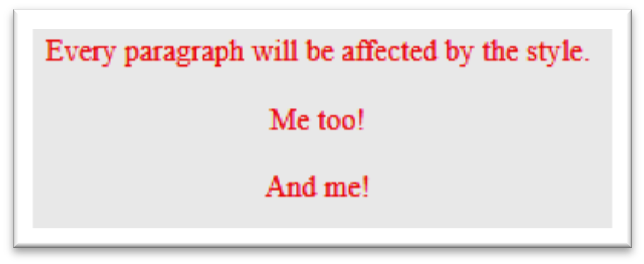 Every paragraph will be affected by the style.
Me too!
And me!